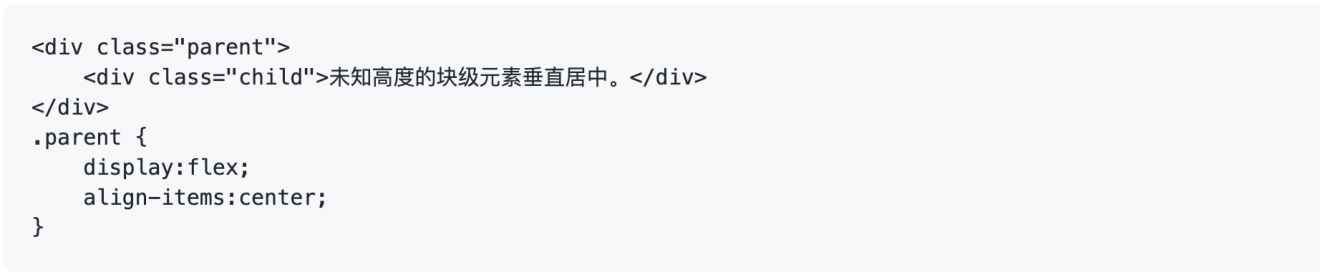 <div class="parent">
    <div class="child">未知高度的块级元素垂直居中。</div>
</div>
.parent {
    display:flex;
    align-items:center;
}